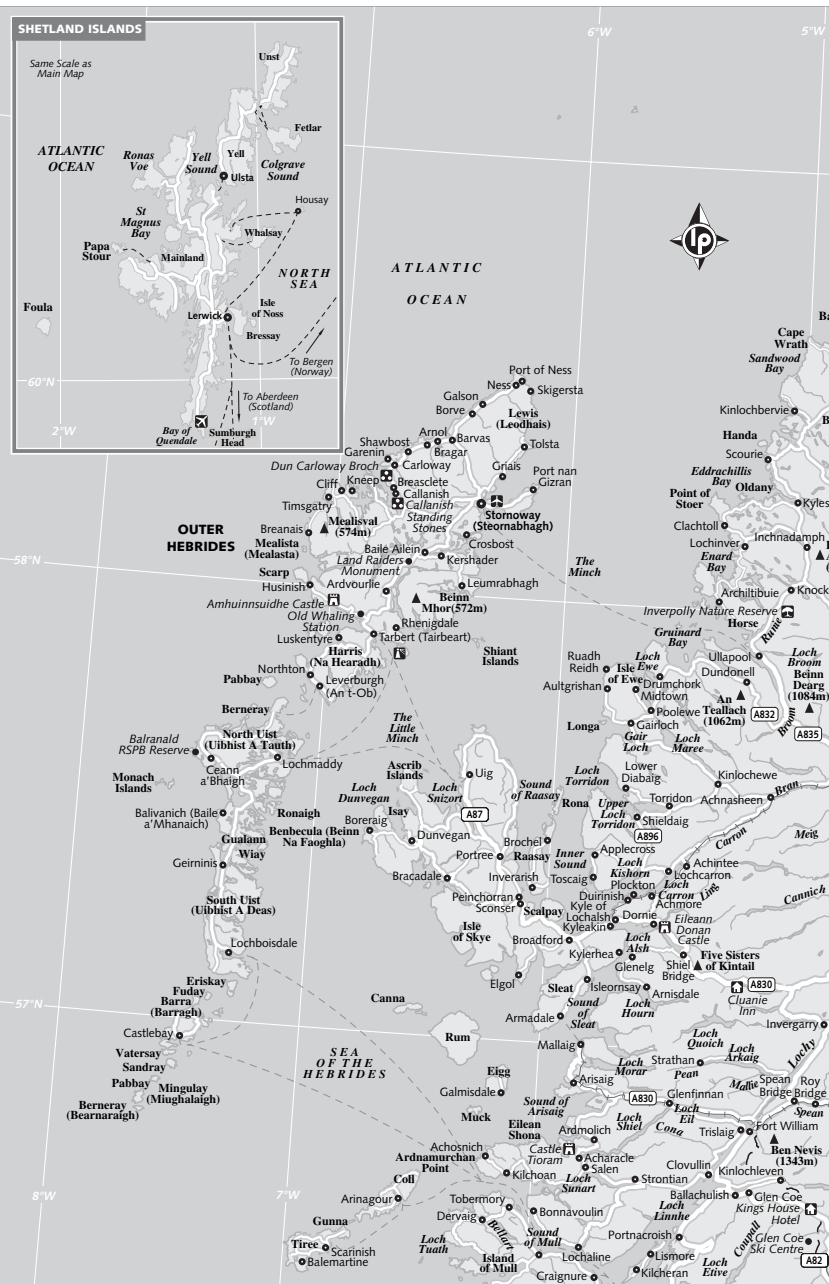 SHETLAND ISLANDS
Same Scale as
Main Map
Unst
Fetlar
ATLANTIC
OCEAN
Ronas
Voe
Yell
Sound
Yell
Colgrave
Sound
Ulsta
Housay
St
Magnus
Bay
Whalsay
Papa
Stour
Mainland
NORTH
SEA
Foula
Lerwick
Isle
of Noss
Bressay
To Bergen
(Norway)
60°N
To Aberdeen
(Scotland)
2°W
1°W
Bay of
Quendale
Sumburgh
Head
6°W
5°W
lp
ATLANTIC
OCEAN
Cape
Wrath
Sandwood
Bay
Port of Ness
Ness
Skigersta
Galson
Borve
Lewis
(Leodhais)
Kinlochbervie
Arnol
Barvas
Shawbost
Bragar
Tolsta
Garenin
Carloway
Dun Carloway Broch
Handa
Scourie
Griais
Port nan
Gizran
Eddrachillis
Bay
Oldany
Cliff
Kneep
Breasclete
Callanish
Timsgatry
Callanish
Standing
Stones
Stornoway
(Steornabhagh)
Point of
Stoer
Kyles
Breanais
Mealisval
(574m)
OUTER
HEBRIDES
Clachtoll
Inchnadamph
Lochinver
Mealista
(Mealasta)
Crosbost
Baile Ailein
Kershader
Land Raiders
Monument
Enard
Bay
58°N
The
Minch
Scarp
Husinish
Ardvourlie
Leumrabhagh
Amhuinnsuidhe Castle
Beinn
Mhor(572m)
Knock
Archiltibuie
Inverpolly Nature Reserve
Horse
Old Whaling
Station
Rhenigdale
Luskentyre
Tarbert (Tairbeart)
Runie
Gruinard
Bay
Harris
(Na Hearadh)
Shiant
Islands
Ruadh
Reidh
Isle
of Ewe
Loch
Ewe
Ullapool
Loch
Broom
Dundonell
Beinn
Dearg
(1084m)
Northton
Leverburgh
(An t-Ob)
Pabbay
Aultgrishan
Drumchork
Midtown
An
Teallach
(1062m)
A832
Berneray
The
Little
Minch
Poolewe
Longa
Gairloch
Broom
A835
North Uist
(Uibhist A Tauth)
Balranald
RSPB Reserve
Gair
Loch
Loch
Maree
Lochmaddy
Ceann
a'Bhaigh
Monach
Islands
Ascrib
Islands
Uig
Loch
Torridon
Lower
Diabaig
Kinlochewe
Loch
Dunvegan
Loch
Snizort
Sound
of Raasay
Rona
Upper
Loch
Torridon
Torridon
Achnasheen
Bran
Balivanich (Baile
a'Mhanaich)
Ronaigh
Isay
A87
Shieldaig
Benbecula (Beinn
Na Faoghla)
Boreraig
A896
Carron
Meig
Gualann
Wiay
Dunvegan
Brochel
Inner
Sound
Applecross
Raasay
Portree
Geirninis
Loch
Kishorn
Achintee
Lochcarron
Bracadale
Inverarish
Toscaig
Plockton
Loch
Carron
Ling
Cannich
South Uist
(Uibhist A Deas)
Peinchorran
Sconser
Scalpay
Duirinish
Achmore
Kyle of
Lochalsh
Dornie
Eileann
Donan
Castle
Isle
of Skye
Kyleakin
Lochboisdale
Broadford
Loch
Alsh
Kylerhea
Glenelg
Shiel
Bridge
Five Sisters
of Kintail
Eriskay
Fuday
Elgol
Sleat
Isleornsay
Arnisdale
A830
Barra
(Barragh)
57°N
Canna
Sound
of
Sleat
Loch
Hourn
Cluanie
Inn
Armadale
Invergarry
Castlebay
Rum
Loch
Quoich
Loch
Arkaig
Lochy
Vatersay
SEA
OF THE
HEBRIDES
Mallaig
Sandray
Loch
Morar
Strathan
Pean
Pabbay
Mingulay
(Miughalaigh)
Eigg
Arisaig
Mallie
Spean
Bridge
Roy
Bridge
Galmisdale
A830
Glenfinnan
Spean
Berneray
(Bearnaraigh)
Sound of
Arisaig
Loch
Eil
Muck
Eilean
Shona
Loch
Shiel
Cona
Trislaig
Fort William
Ardmolich
Ben Nevis
(1343m)
Achosnich
Castle
Tioram
Acharacle
Salen
Ardnamurchan
Point
Clovullin
Kinlochleven
Coll
Kilchoan
Loch
Sunart
Strontian
8°W
7°W
Arinagour
Tobermory
Ballachulish
Glen Coe
Kings House
Hotel
Bonnavoulin
Loch
Linnhe
Gunna
Dervaig
Bellart
Portnacroish
Coupall
Glen Coe
Ski Centre
Tiree
Scarinish
Loch
Tuath
Sound
of Mull
Lochaline
Lismore
Balemartine
Island
of Mull
Craignure
Kilcheran
Loch
Etive
A82